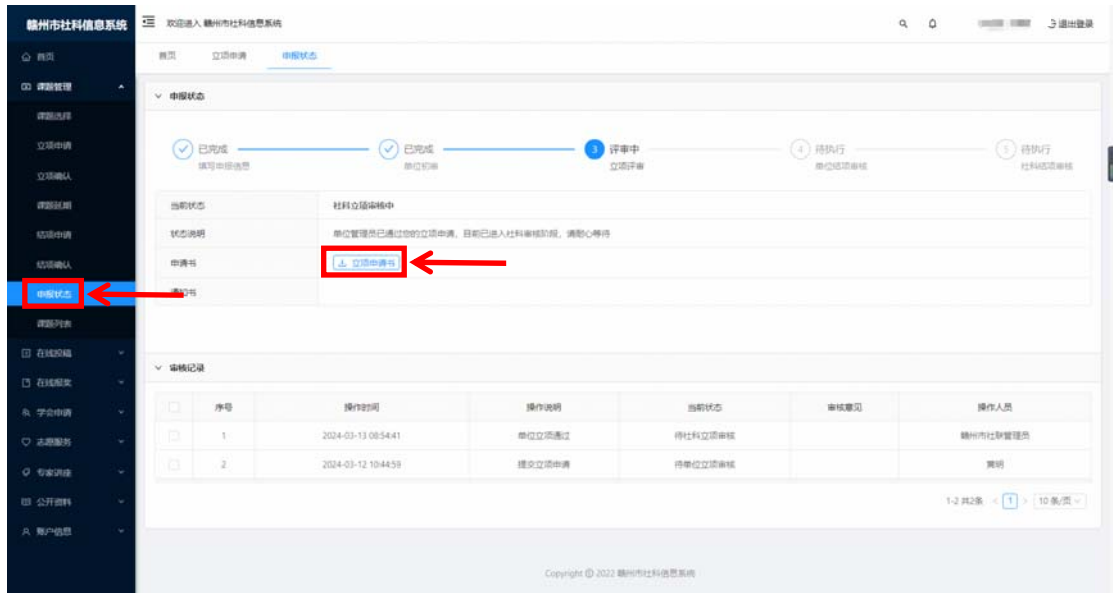 赣州市社科信息系统
欢迎进入 赣州市社科信息系统
退出登录
首页
课题管理
课题选择
立项申请
立项确认
课题延期
结项申请
结项确认
申报状态
课题列表
在线投稿
在线报奖
学会申请
志愿服务
专家讲座
公开资料
账户信息
首页 立项申请 申报状态
申报状态
已完成 已完成 3 评审中 4 待执行 5 待执行
填写申报信息 单位初审 立项评审 单位结项审核 社科结项审核
当前状态 社科立项审核中
状态说明 单位管理员已通过您的立项申请，目前已进入社科审核阶段，请耐心等待
申请书 立项申请书
通知书
审核记录
序号 操作时间 操作说明 当前状态 审核意见 操作人员
1 2024-03-13 08:54:41 单位立项通过 待社科立项审核 赣州市社联管理员
2 2024-03-12 10:44:59 提交立项申请 待单位立项审核 黄明
1-2 共2条 < 1 > 10 条/页
Copyright © 2022 赣州市社科信息系统